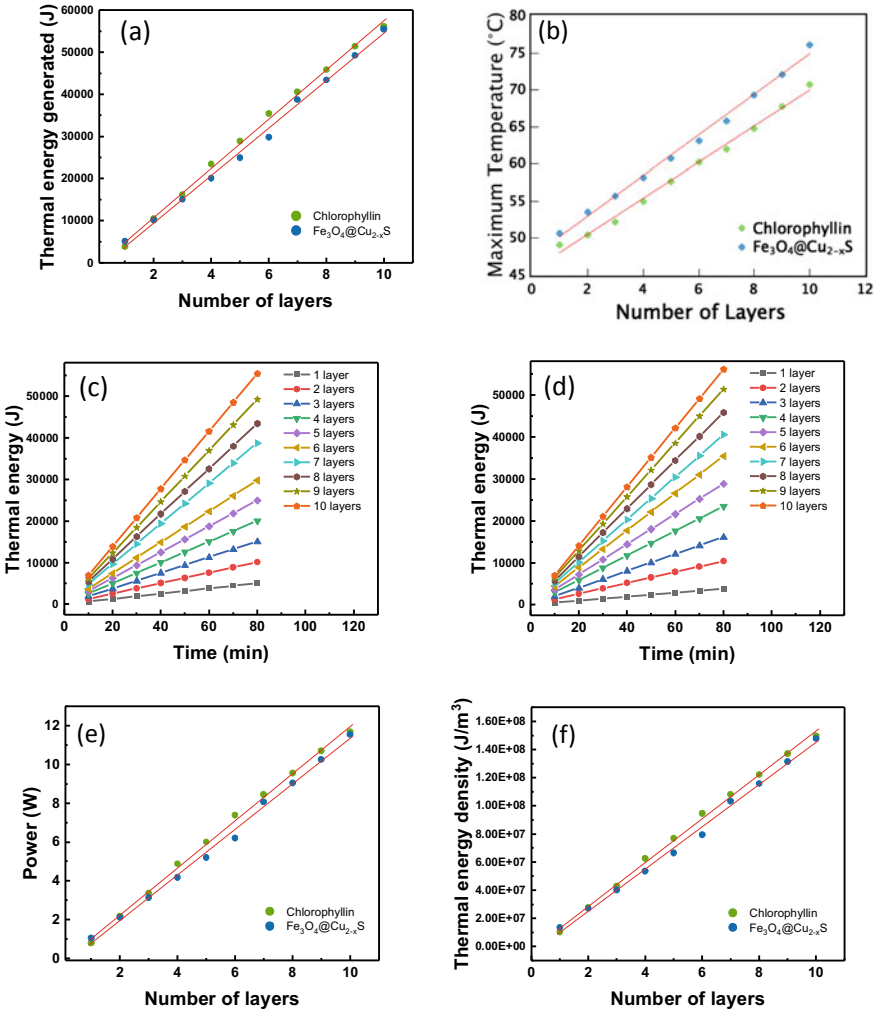 (a)
Thermal energy generated (J)
60000
50000
40000
30000
20000
10000
0
Chlorophyllin
Fe₃O₄@Cu₂₋ₓS
2 4 6 8 10
Number of layers
(b)
Maximum Temperature (°C)
80
75
70
65
60
55
50
45
Chlorophyllin
Fe₃O₄@Cu₂₋ₓS
0 2 4 6 8 10 12
Number of Layers
(c)
Thermal energy (J)
50000
40000
30000
20000
10000
0
1 layer
2 layers
3 layers
4 layers
5 layers
6 layers
7 layers
8 layers
9 layers
10 layers
0 20 40 60 80 100 120
Time (min)
(d)
Thermal energy (J)
50000
40000
30000
20000
10000
0
1 layer
2 layers
3 layers
4 layers
5 layers
6 layers
7 layers
8 layers
9 layers
10 layers
0 20 40 60 80 100 120
Time (min)
(e)
Power (W)
12
10
8
6
4
2
0
Chlorophyllin
Fe₃O₄@Cu₂₋ₓS
2 4 6 8 10
Number of layers
(f)
Thermal energy density (J/m³)
1.60E+08
1.40E+08
1.20E+08
1.00E+08
8.00E+07
6.00E+07
4.00E+07
2.00E+07
0.00E+00
Chlorophyllin
Fe₃O₄@Cu₂₋ₓS
0 2 4 6 8 10
Number of layers